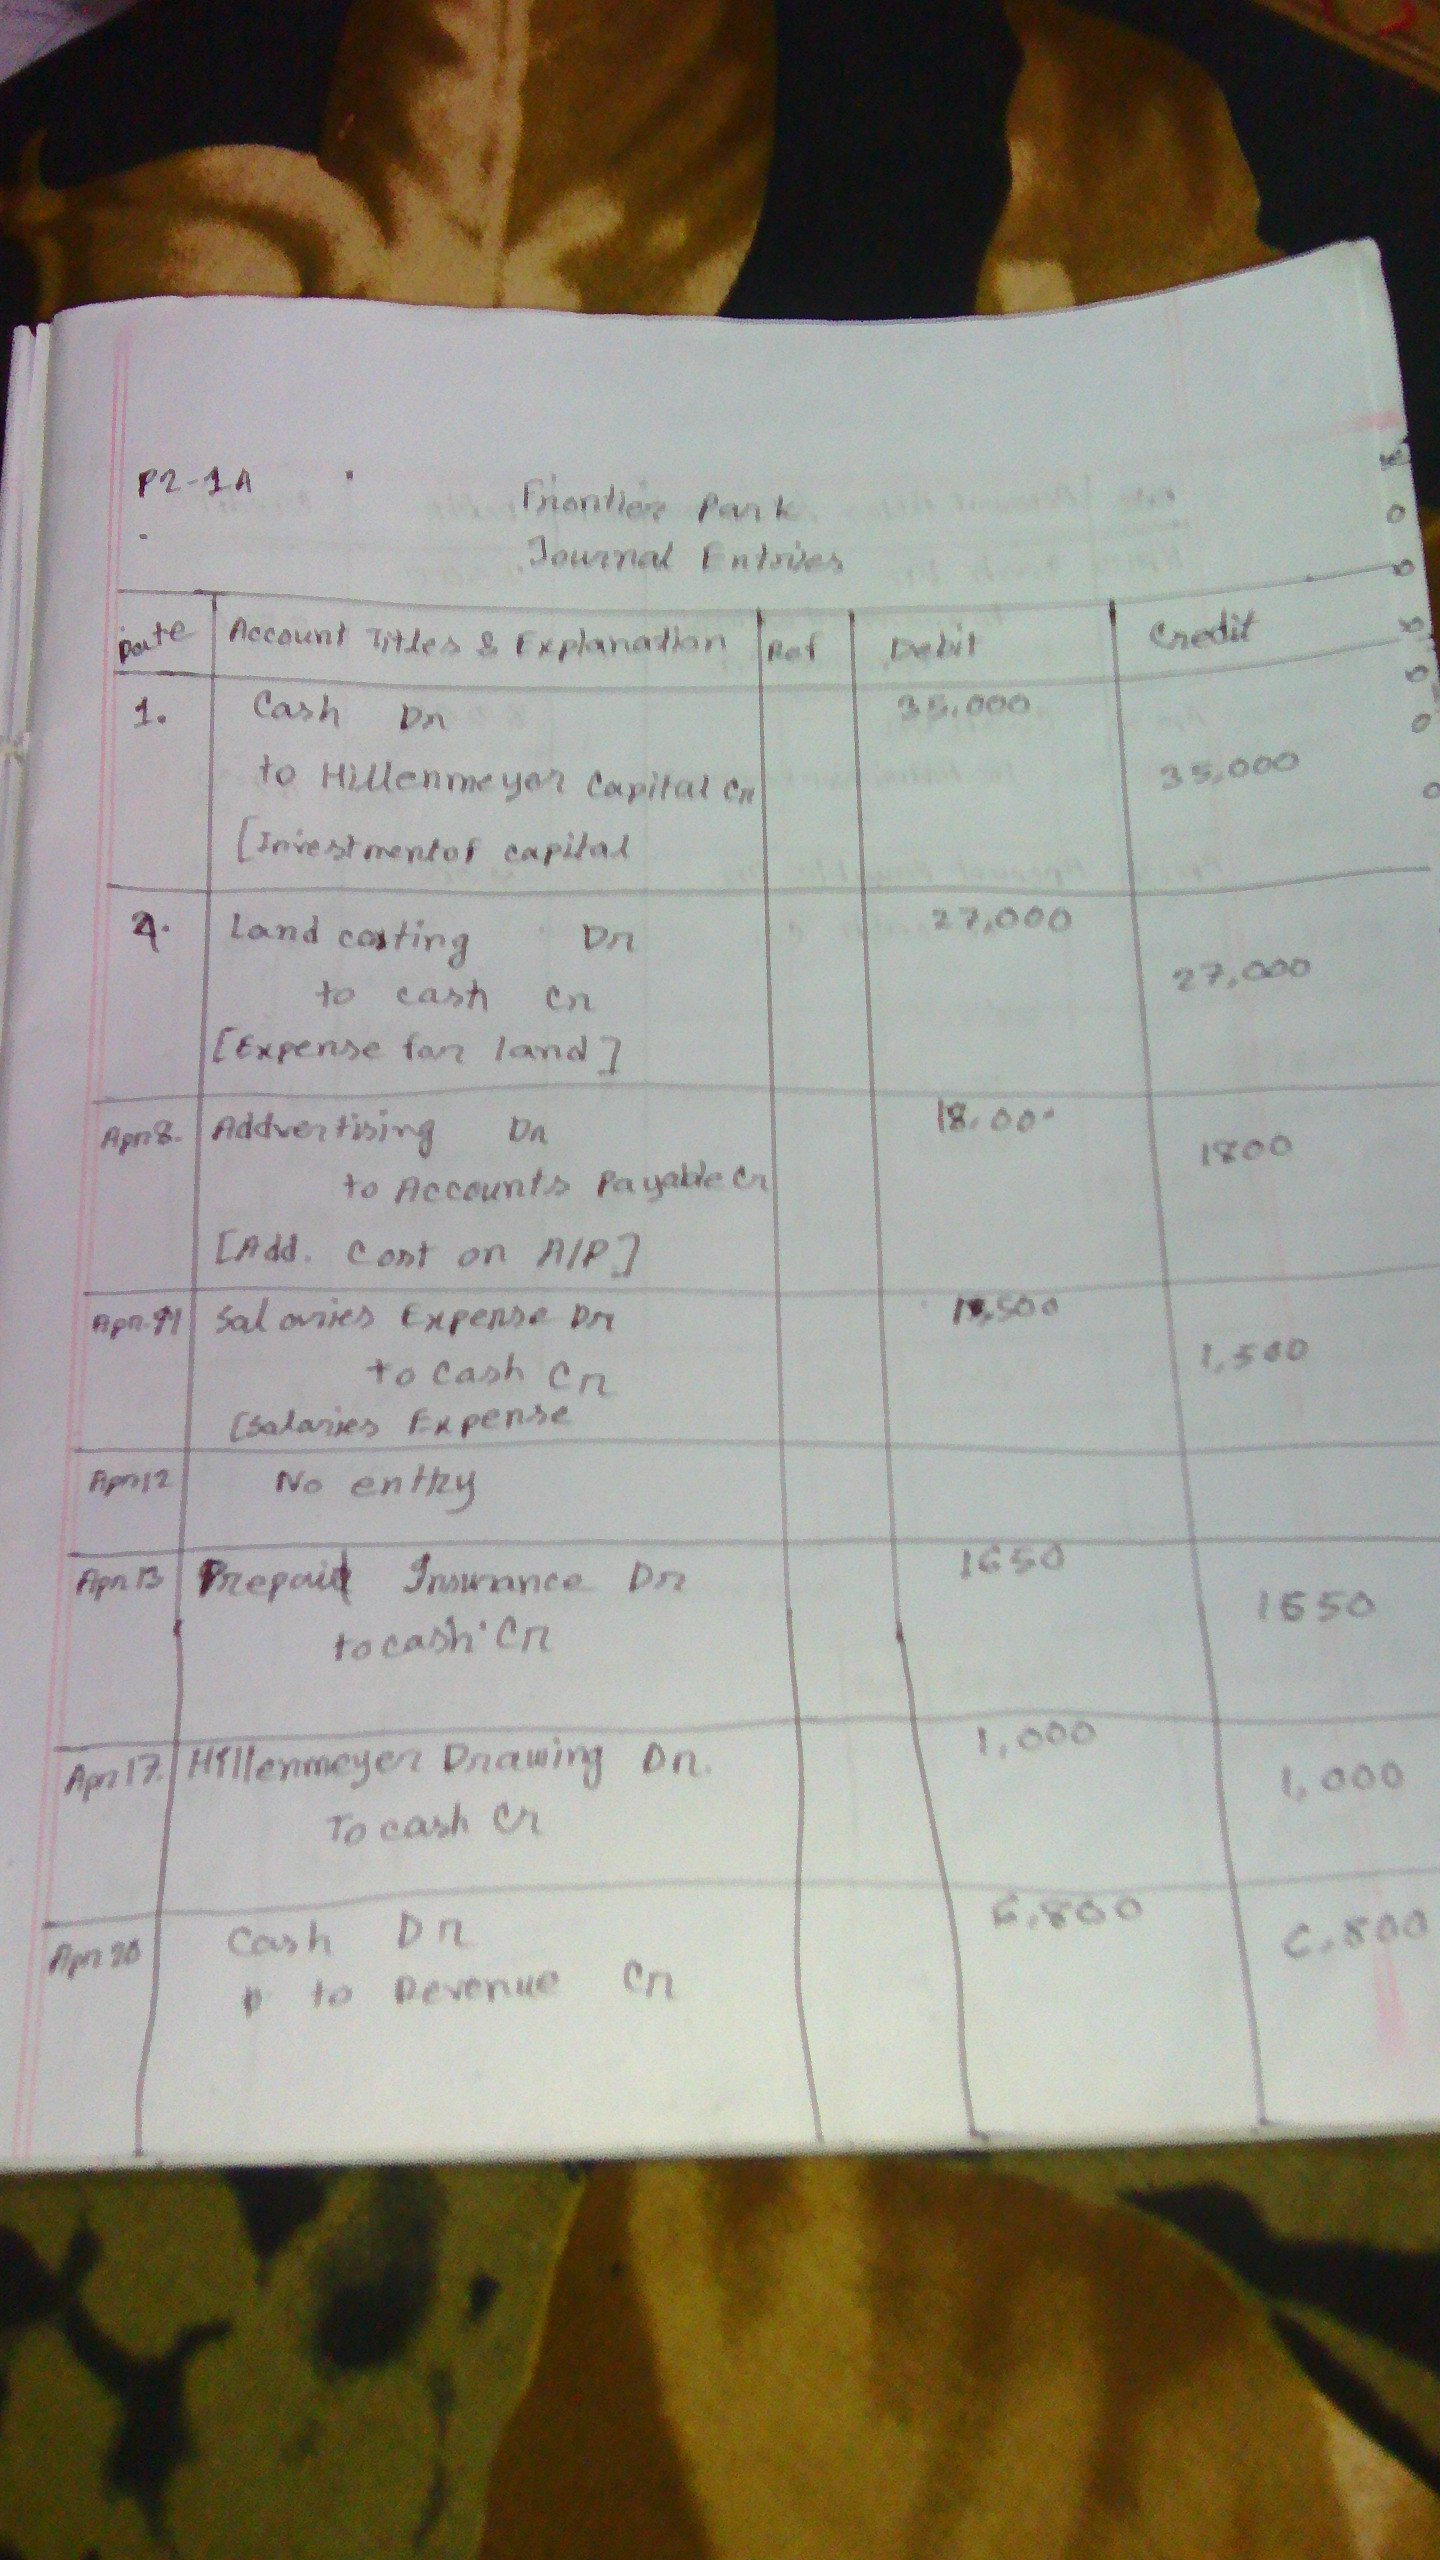 P2-1A
Frontier Park
Journal Entries
Date Account Titles & Explanation Ref Debit Credit
1. Cash Dr 35,000
to Hillenmeyer Capital Cr 35,000
[Investment of capital
2. Land costing Dr 27,000
to cash Cr 27,000
[Expense for land]
Apr 8. Addvertising Dr 18,00
to Accounts Payable Cr 1800
[Add. Cost on A/P]
Apr. 11 Salaries Expense Dr 1,500
to Cash Cr 1,500
[Salaries Expense
Apr 12 No entry
Apr 13 Prepaid Insurance Dr 1650
to cash Cr 1650
Apr 17. Hillenmeyer Drawing Dr. 1,000
To cash Cr 1,000
Apr 20 Cash Dr 6,800
to Revenue Cr 6,800